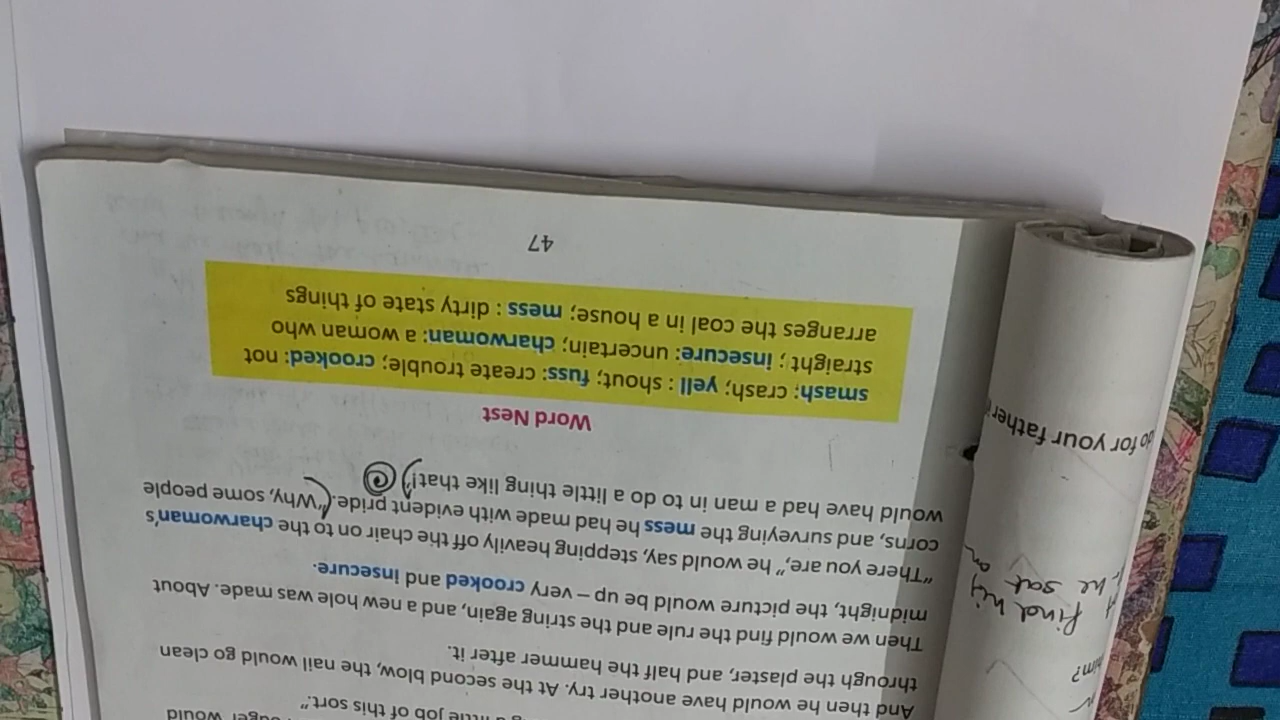 little job of this sort."
And then he would have another try. At the second blow, the nail would go clean
through the plaster, and half the hammer after it.
Then we would find the rule and the string again, and a new hole was made. About
midnight, the picture would be up – very crooked and insecure.
"There you are," he would say, stepping heavily off the chair on to the charwoman's
corns, and surveying the mess he had made with evident pride. "Why, some people
would have had a man in to do a little thing like that!"
Word Nest
smash: crash; yell : shout; fuss: create trouble; crooked: not
straight ; insecure: uncertain; charwoman: a woman who
arranges the coal in a house; mess : dirty state of things
47
him?
find his
he sat on
do for your father